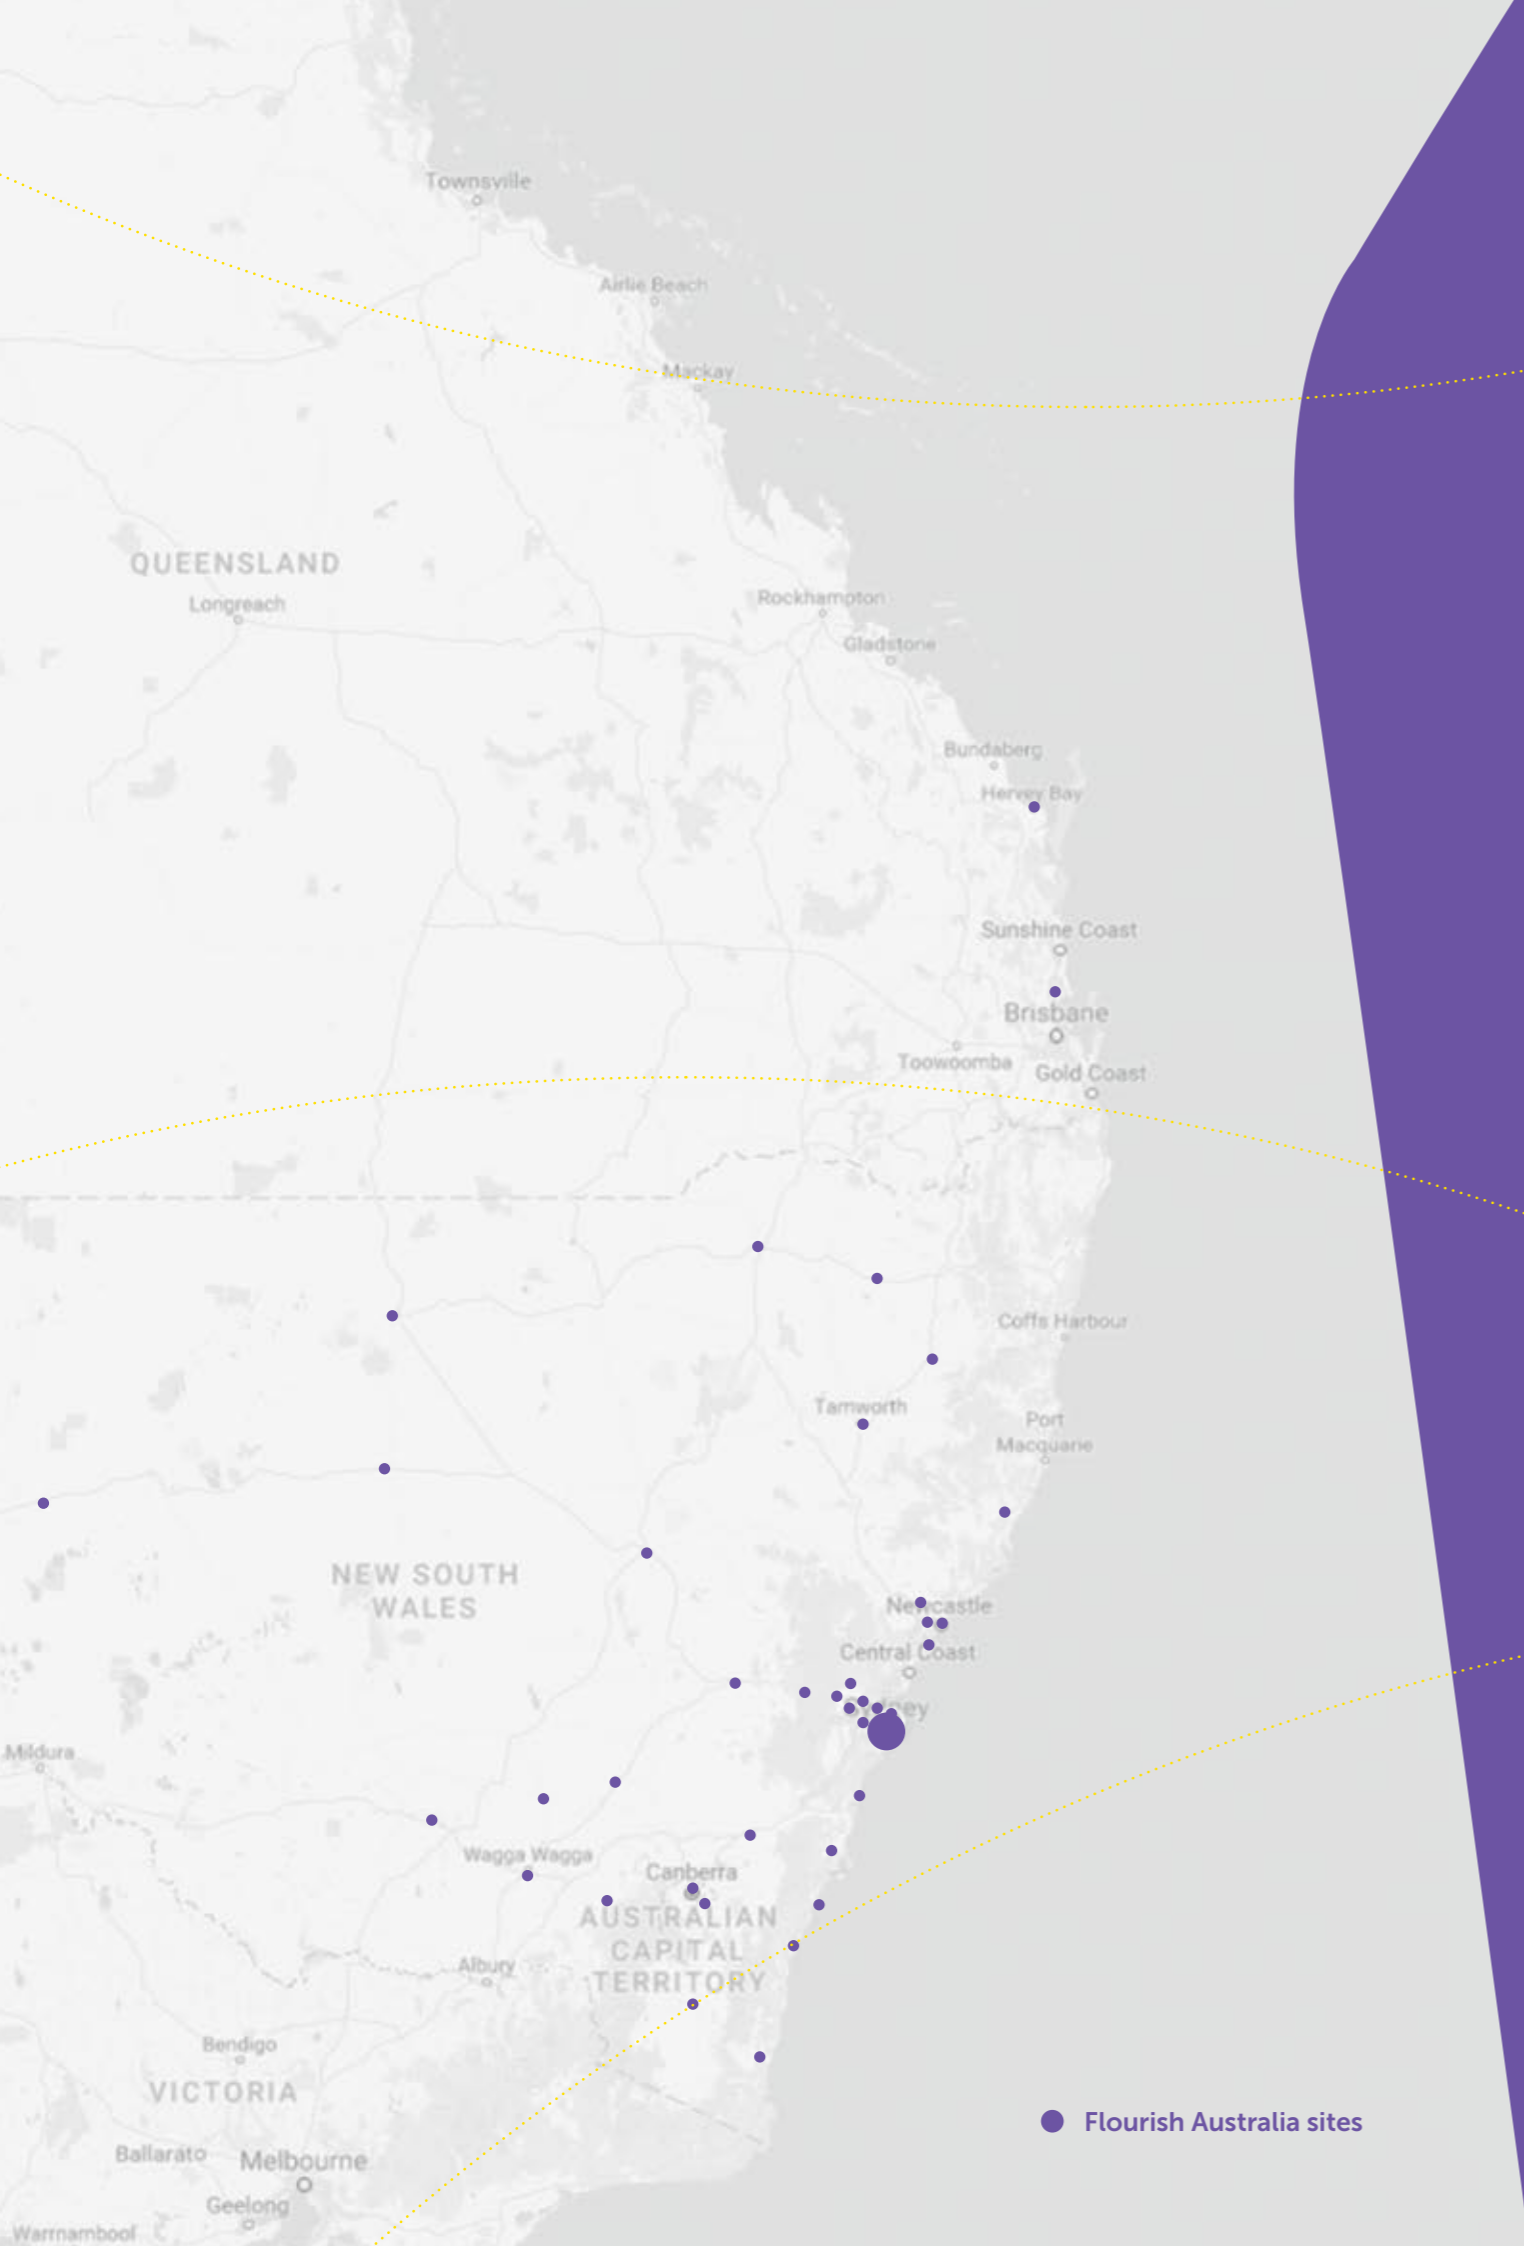 Townsville
Airlie Beach
Mackay
QUEENSLAND
Longreach
Rockhampton
Gladstone
Bundaberg
Hervey Bay
Sunshine Coast
Brisbane
Toowoomba
Gold Coast
Coffs Harbour
Tamworth
Port
Macquarie
NEW SOUTH
WALES
Newcastle
Central Coast
Sydney
Mildura
Wagga Wagga
Canberra
AUSTRALIAN
CAPITAL
TERRITORY
Albury
Bendigo
VICTORIA
Ballarato
Melbourne
Geelong
Warrnambool
Flourish Australia sites